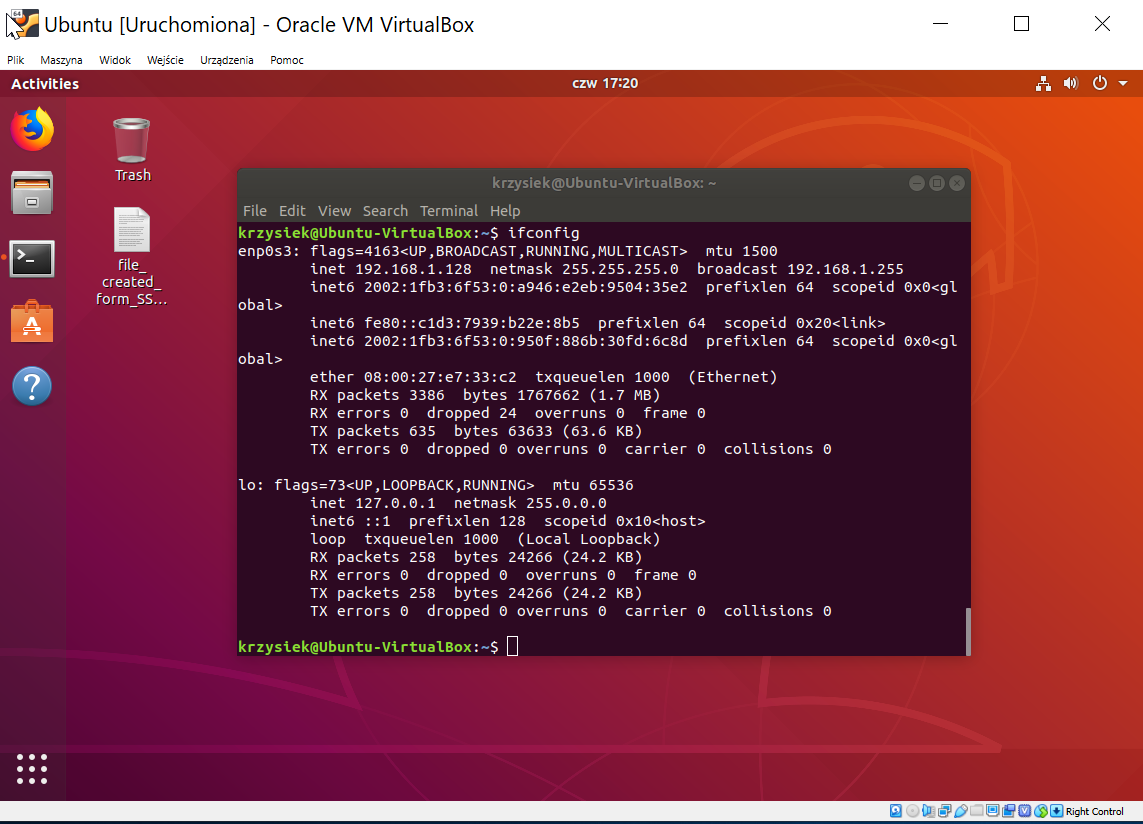 Ubuntu [Uruchomiona] - Oracle VM VirtualBox
Plik Maszyna Widok Wejście Urządzenia Pomoc
Activities
czw 17:20
Trash
file_
created_
form_SS...
krzysiek@Ubuntu-VirtualBox: ~
File Edit View Search Terminal Help
krzysiek@Ubuntu-VirtualBox:~$ ifconfig
enp0s3: flags=4163<UP,BROADCAST,RUNNING,MULTICAST>  mtu 1500
        inet 192.168.1.128  netmask 255.255.255.0  broadcast 192.168.1.255
        inet6 2002:1fb3:6f53:0:a946:e2eb:9504:35e2  prefixlen 64  scopeid 0x0<gl
obal>
        inet6 fe80::c1d3:7939:b22e:8b5  prefixlen 64  scopeid 0x20<link>
        inet6 2002:1fb3:6f53:0:950f:886b:30fd:6c8d  prefixlen 64  scopeid 0x0<gl
obal>
        ether 08:00:27:e7:33:c2  txqueuelen 1000  (Ethernet)
        RX packets 3386  bytes 1767662 (1.7 MB)
        RX errors 0  dropped 24  overruns 0  frame 0
        TX packets 635  bytes 63633 (63.6 KB)
        TX errors 0  dropped 0 overruns 0  carrier 0  collisions 0
lo: flags=73<UP,LOOPBACK,RUNNING>  mtu 65536
        inet 127.0.0.1  netmask 255.0.0.0
        inet6 ::1  prefixlen 128  scopeid 0x10<host>
        loop  txqueuelen 1000  (Local Loopback)
        RX packets 258  bytes 24266 (24.2 KB)
        RX errors 0  dropped 0  overruns 0  frame 0
        TX packets 258  bytes 24266 (24.2 KB)
        TX errors 0  dropped 0 overruns 0  carrier 0  collisions 0
krzysiek@Ubuntu-VirtualBox:~$
Right Control